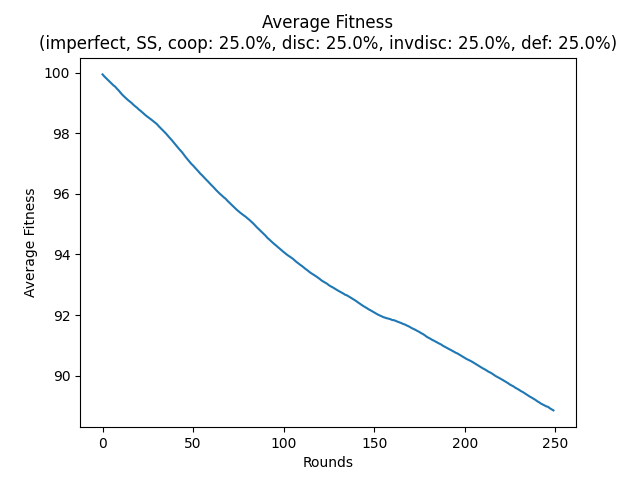 Average Fitness
(imperfect, SS, coop: 25.0%, disc: 25.0%, invdisc: 25.0%, def: 25.0%)
100
98
96
94
92
90
Average Fitness
0 50 100 150 200 250
Rounds